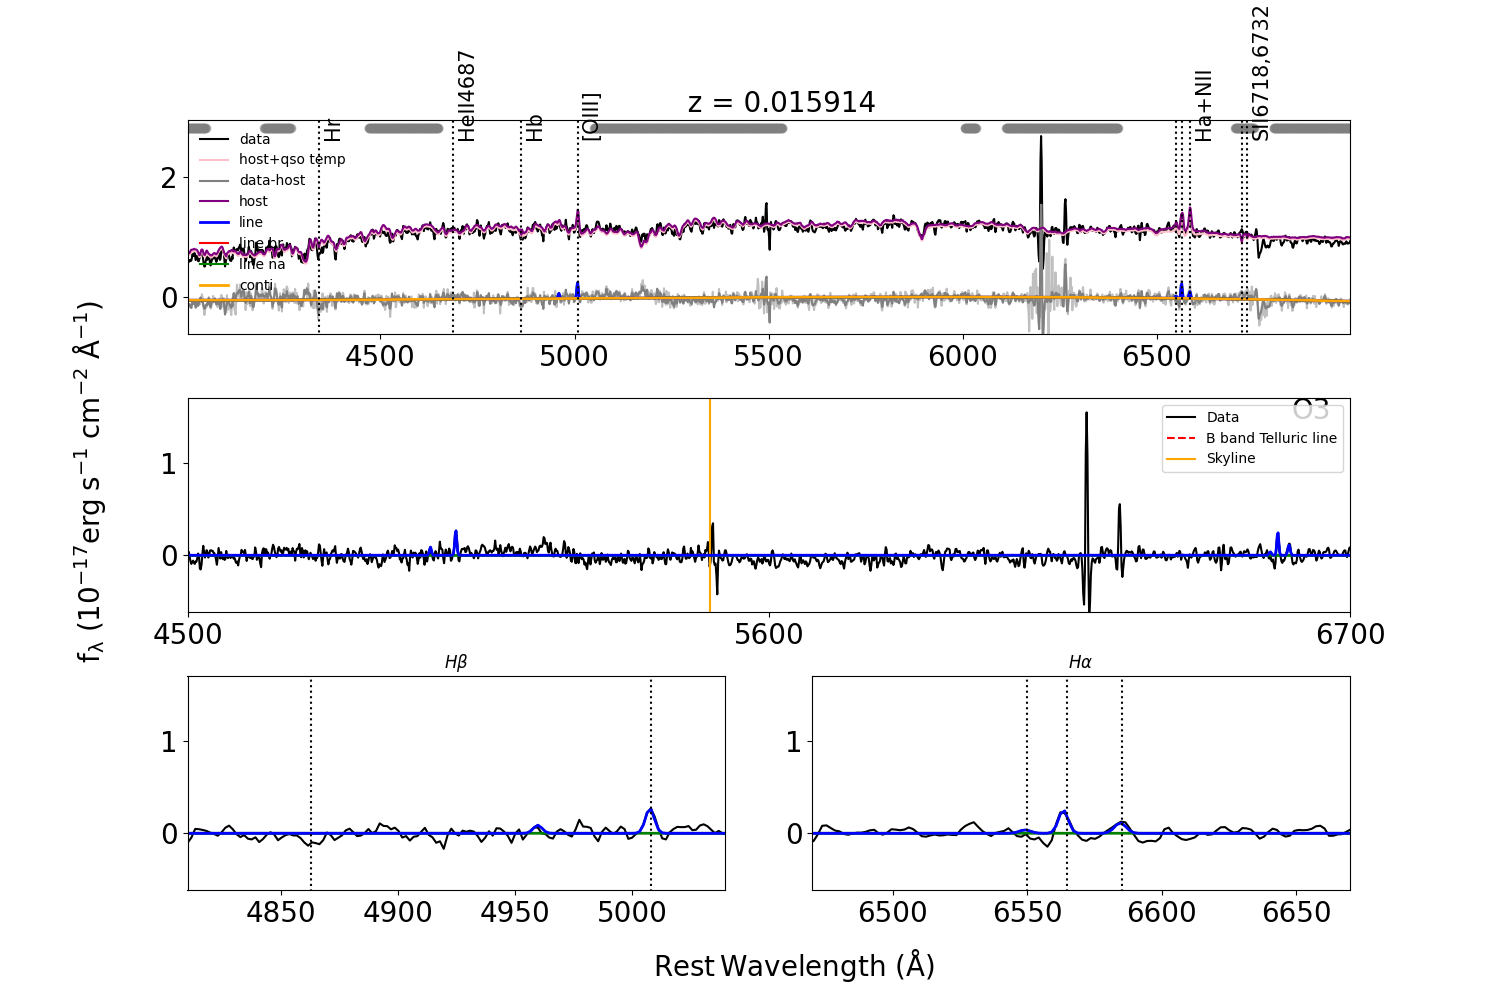 z = 0.015914
Hr
HeII4687
Hb
[OIII]
Ha+NII
SII6718,6732
data
host+qso temp
data-host
host
line
line br
line na
conti
2
0
4500
5000
5500
6000
6500
O3
Data
B band Telluric line
Skyline
1
0
4500
5600
6700
fλ (10⁻¹⁷erg s⁻¹ cm⁻² Å⁻¹)
Hβ
1
0
4850
4900
4950
5000
Hα
1
0
6500
6550
6600
6650
Rest Wavelength (Å)